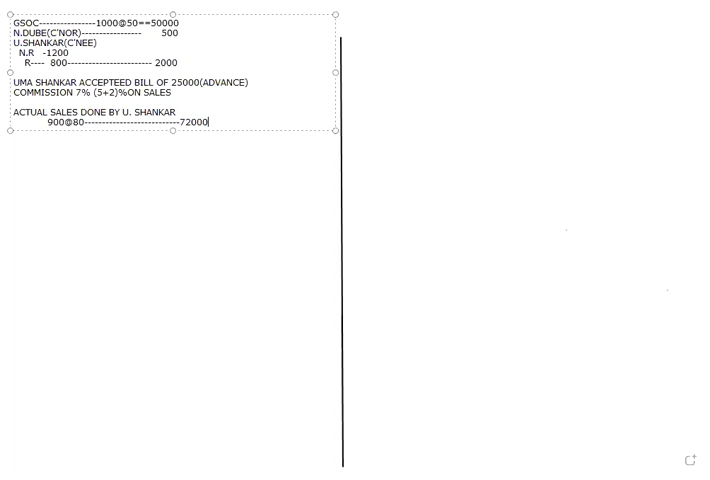 GSOC----------------1000@50==50000
N.DUBE(C'NOR)----------------- 500
U.SHANKAR(C'NEE)
N.R -1200
R---- 800------------------------ 2000
UMA SHANKAR ACCEPTEED BILL OF 25000(ADVANCE)
COMMISSION 7% (5+2)%ON SALES
ACTUAL SALES DONE BY U. SHANKAR
900@80---------------------------72000